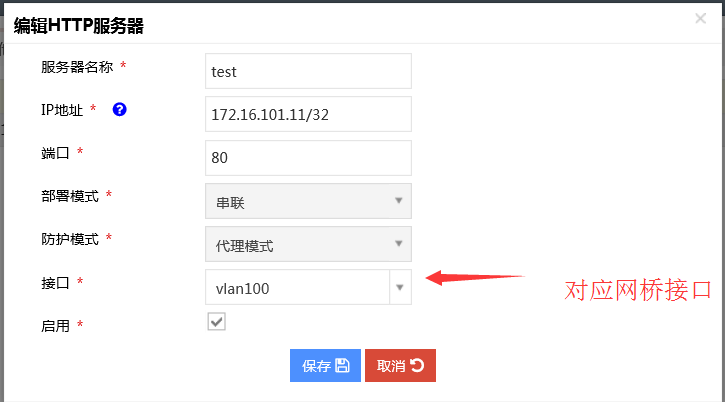 编辑HTTP服务器
服务器名称 * test
IP地址 * 172.16.101.11/32
端口 * 80
部署模式 * 串联
防护模式 * 代理模式
接口 * vlan100
对应网桥接口
启用 *
保存 取消